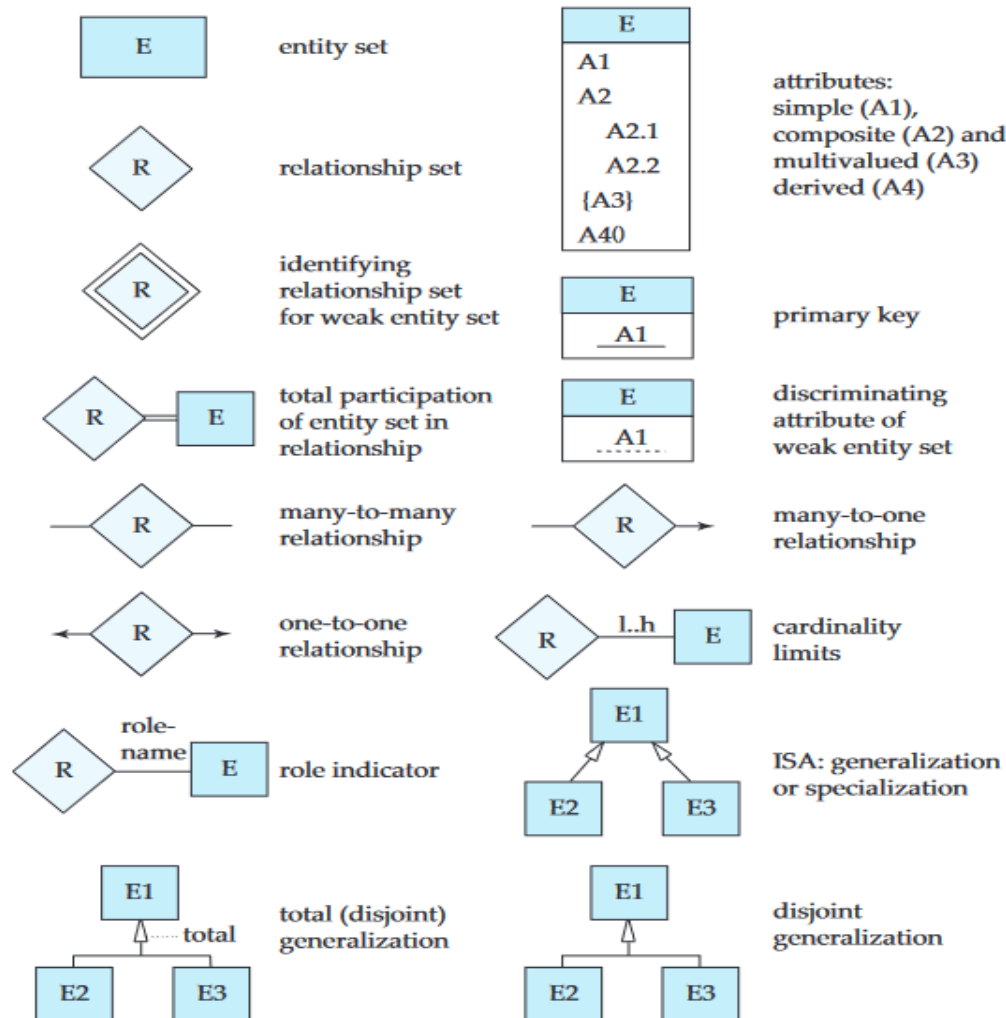 E
entity set
R
relationship set
R
identifying
relationship set
for weak entity set
R
E
total participation
of entity set in
relationship
R
many-to-many
relationship
R
one-to-one
relationship
R
role-
name
E
role indicator
E1
total
E2
E3
total (disjoint)
generalization
E
A1
A2
A2.1
A2.2
{A3}
A4()
attributes:
simple (A1),
composite (A2) and
multivalued (A3)
derived (A4)
E
A1
primary key
E
A1
discriminating
attribute of
weak entity set
R
many-to-one
relationship
R
l..h
E
cardinality
limits
E1
E2
E3
ISA: generalization
or specialization
E1
E2
E3
disjoint
generalization